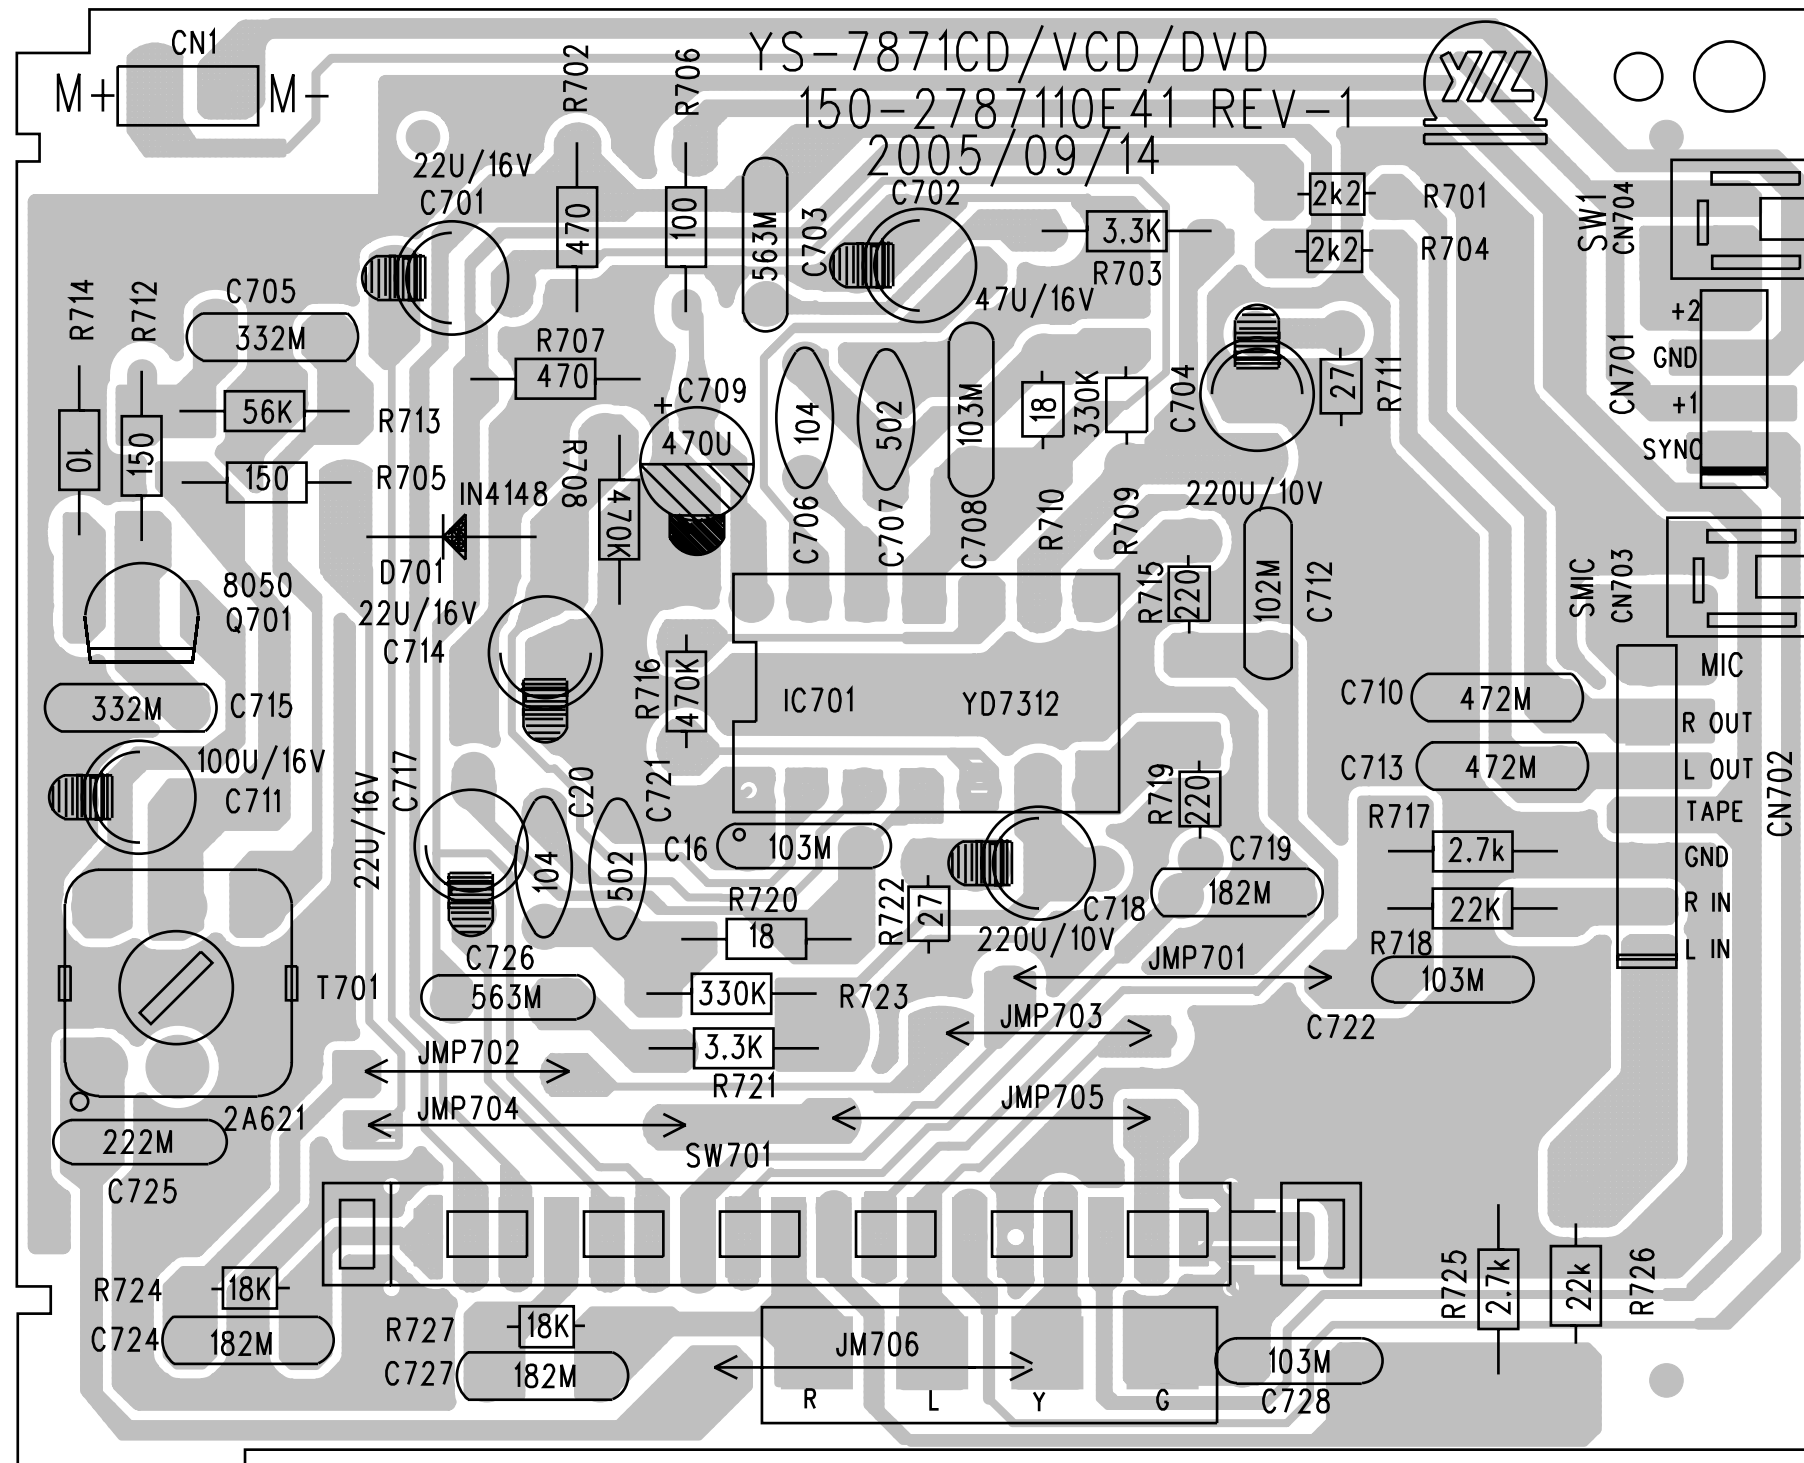 CN1
M+
M-
YS-7871CD/VCD/DVD
150-2787110E41 REV-1
2005/09/14
22U/16V
C701
R702
470
R706
100
563M
C703
C702
47U/16V
3.3K
R703
2k2
R701
2k2
R704
SW1
CN704
R714
10
R712
150
C705
332M
56K
R713
150
R705
R707
470
C709
+
470U
R708
470K
IN4148
D701
104
C706
502
C707
103M
C708
18
R710
330K
R709
C704
220U/10V
27
R711
+2
GND
+1
SYNC
CN701
8050
Q701
22U/16V
C714
R715
220
102M
C712
SMIC
CN703
332M
C715
R716
470K
IC701
YD7312
C710
472M
C713
472M
MIC
R OUT
L OUT
TAPE
GND
R IN
L IN
CN702
100U/16V
C711
22U/16V
C717
104
C20
502
C721
C16
103M
R719
220
C719
182M
R717
2.7k
22K
R718
103M
C722
R720
18
R722
27
C718
220U/10V
JMP701
T701
C726
563M
330K
R723
JMP703
3.3K
R721
JMP702
JMP704
JMP705
2A621
222M
C725
SW701
R724
18K
C724
182M
R727
18K
C727
182M
JM706
R
L
Y
G
103M
C728
R725
2.7k
22k
R726